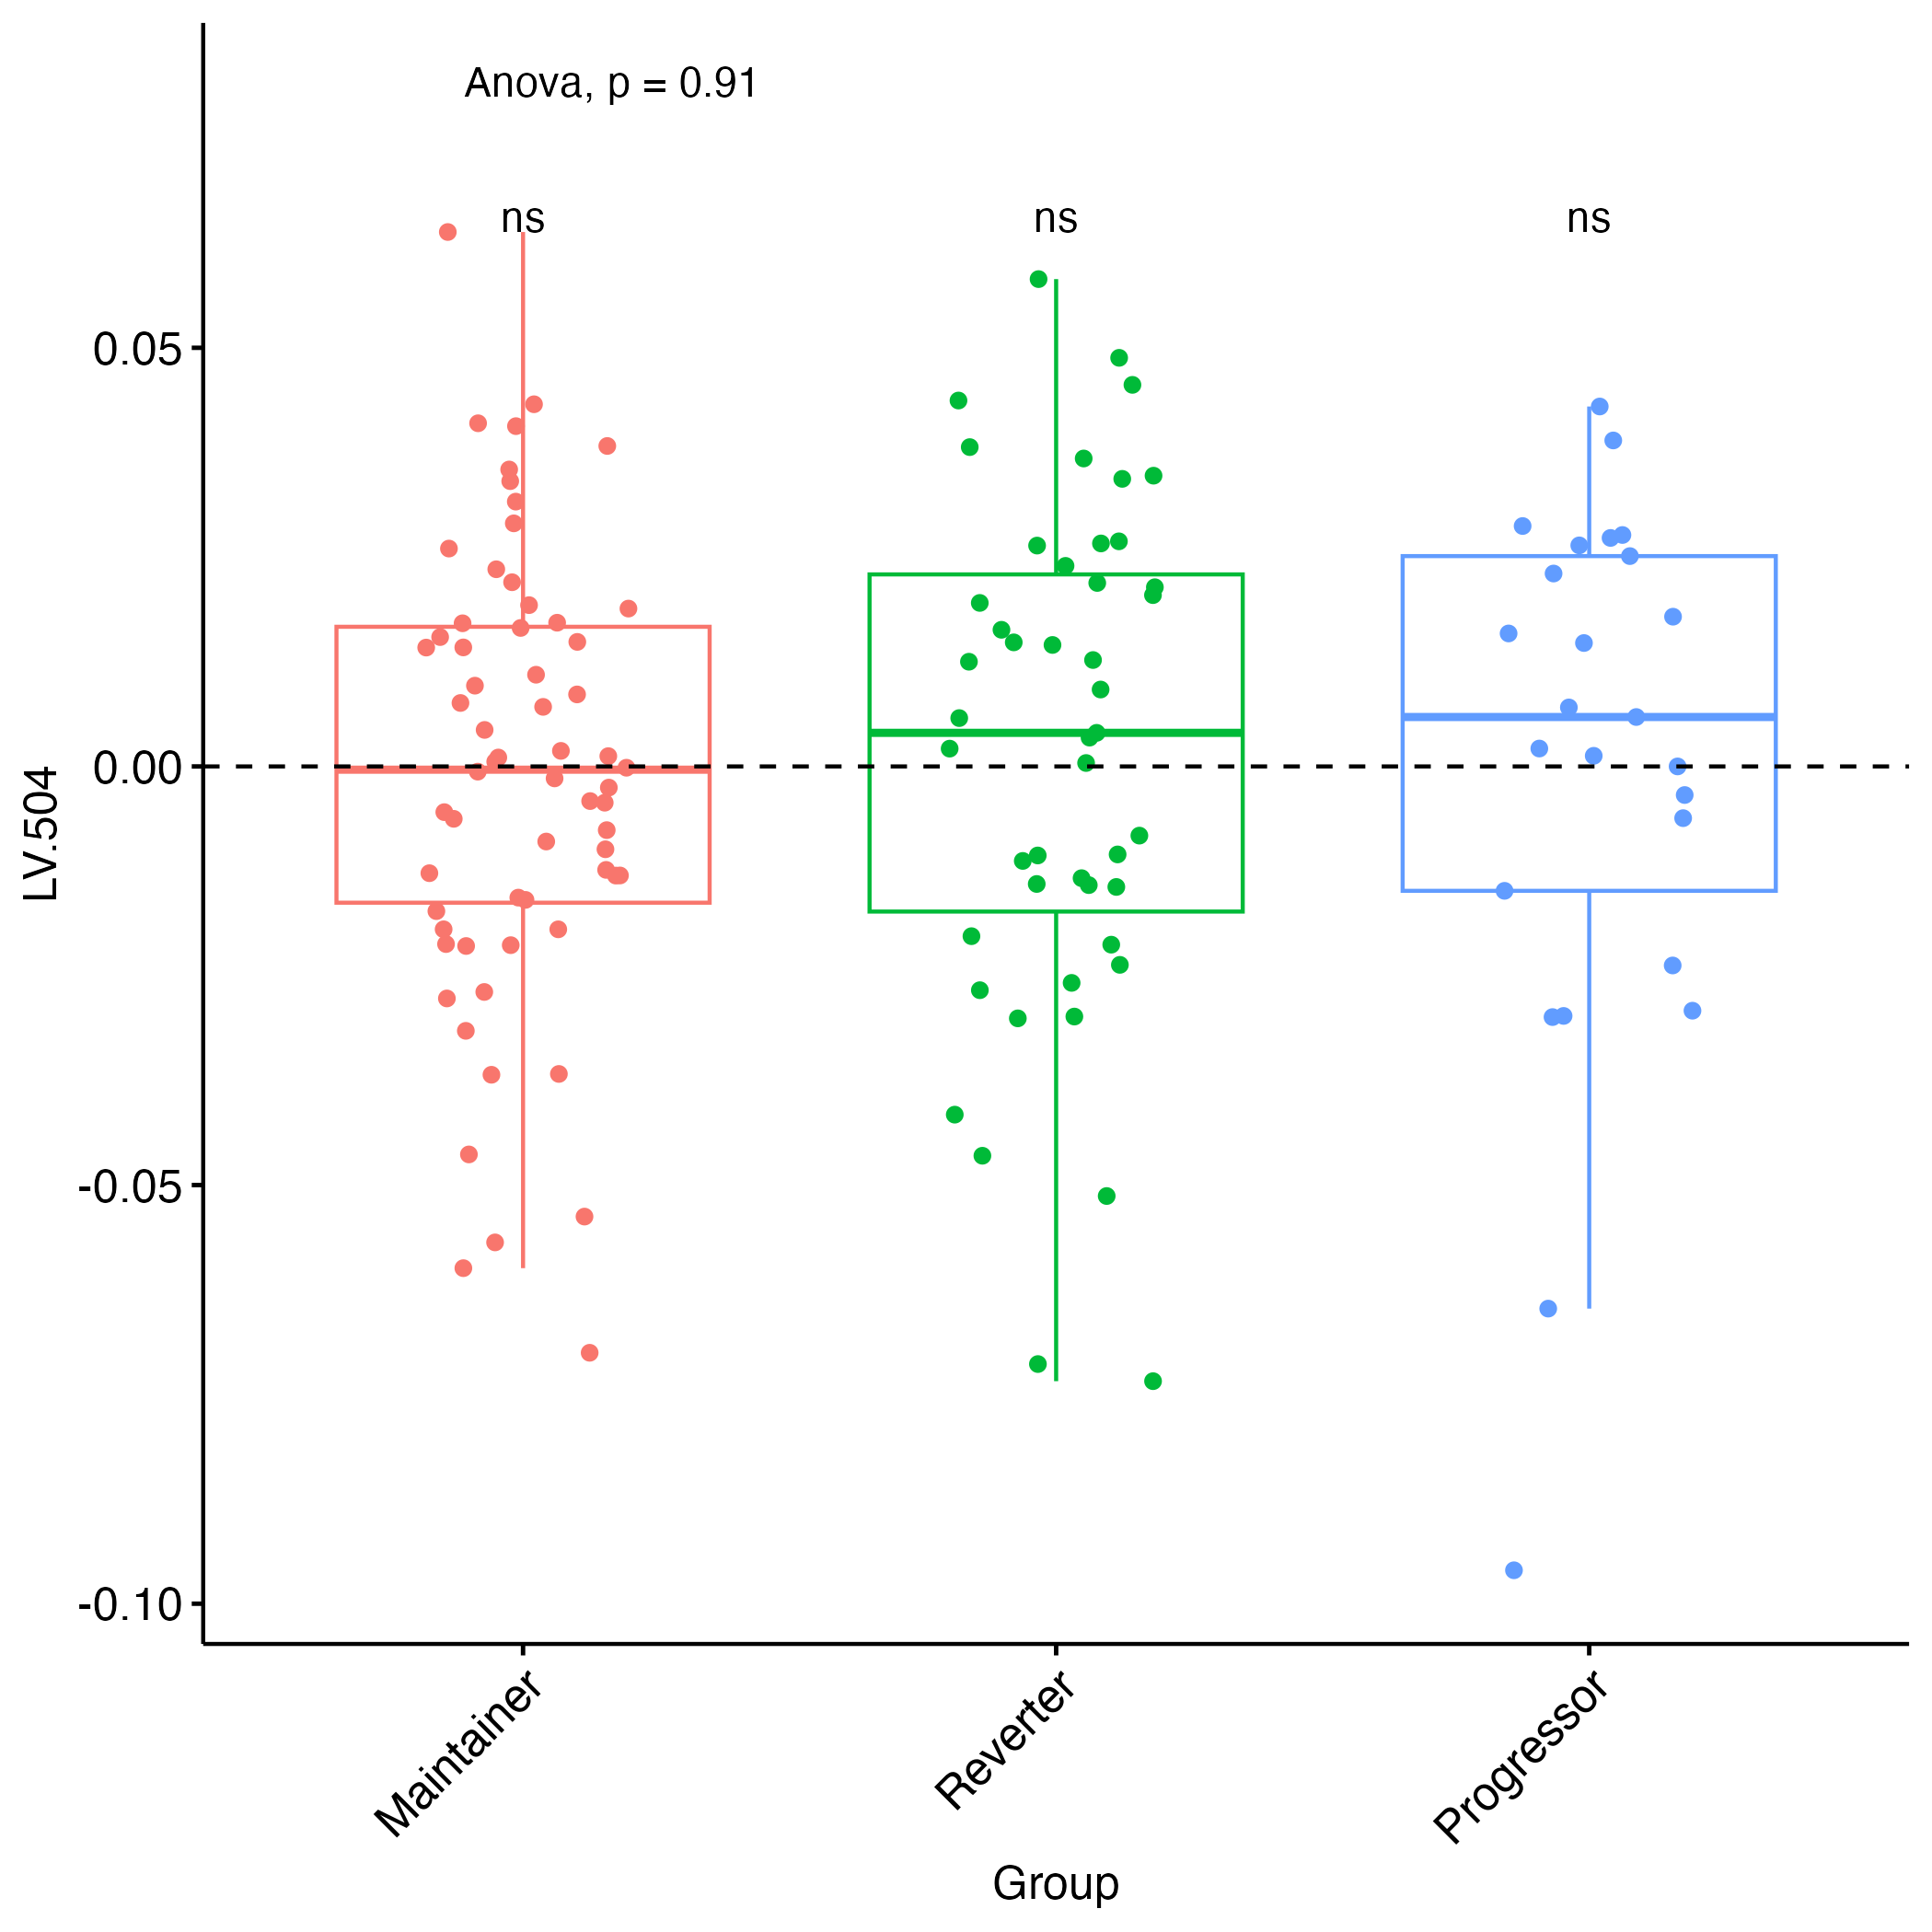 Anova, p = 0.91
ns ns ns
0.05
0.00
-0.05
-0.10
LV.504
Maintainer Reverter Progressor
Group